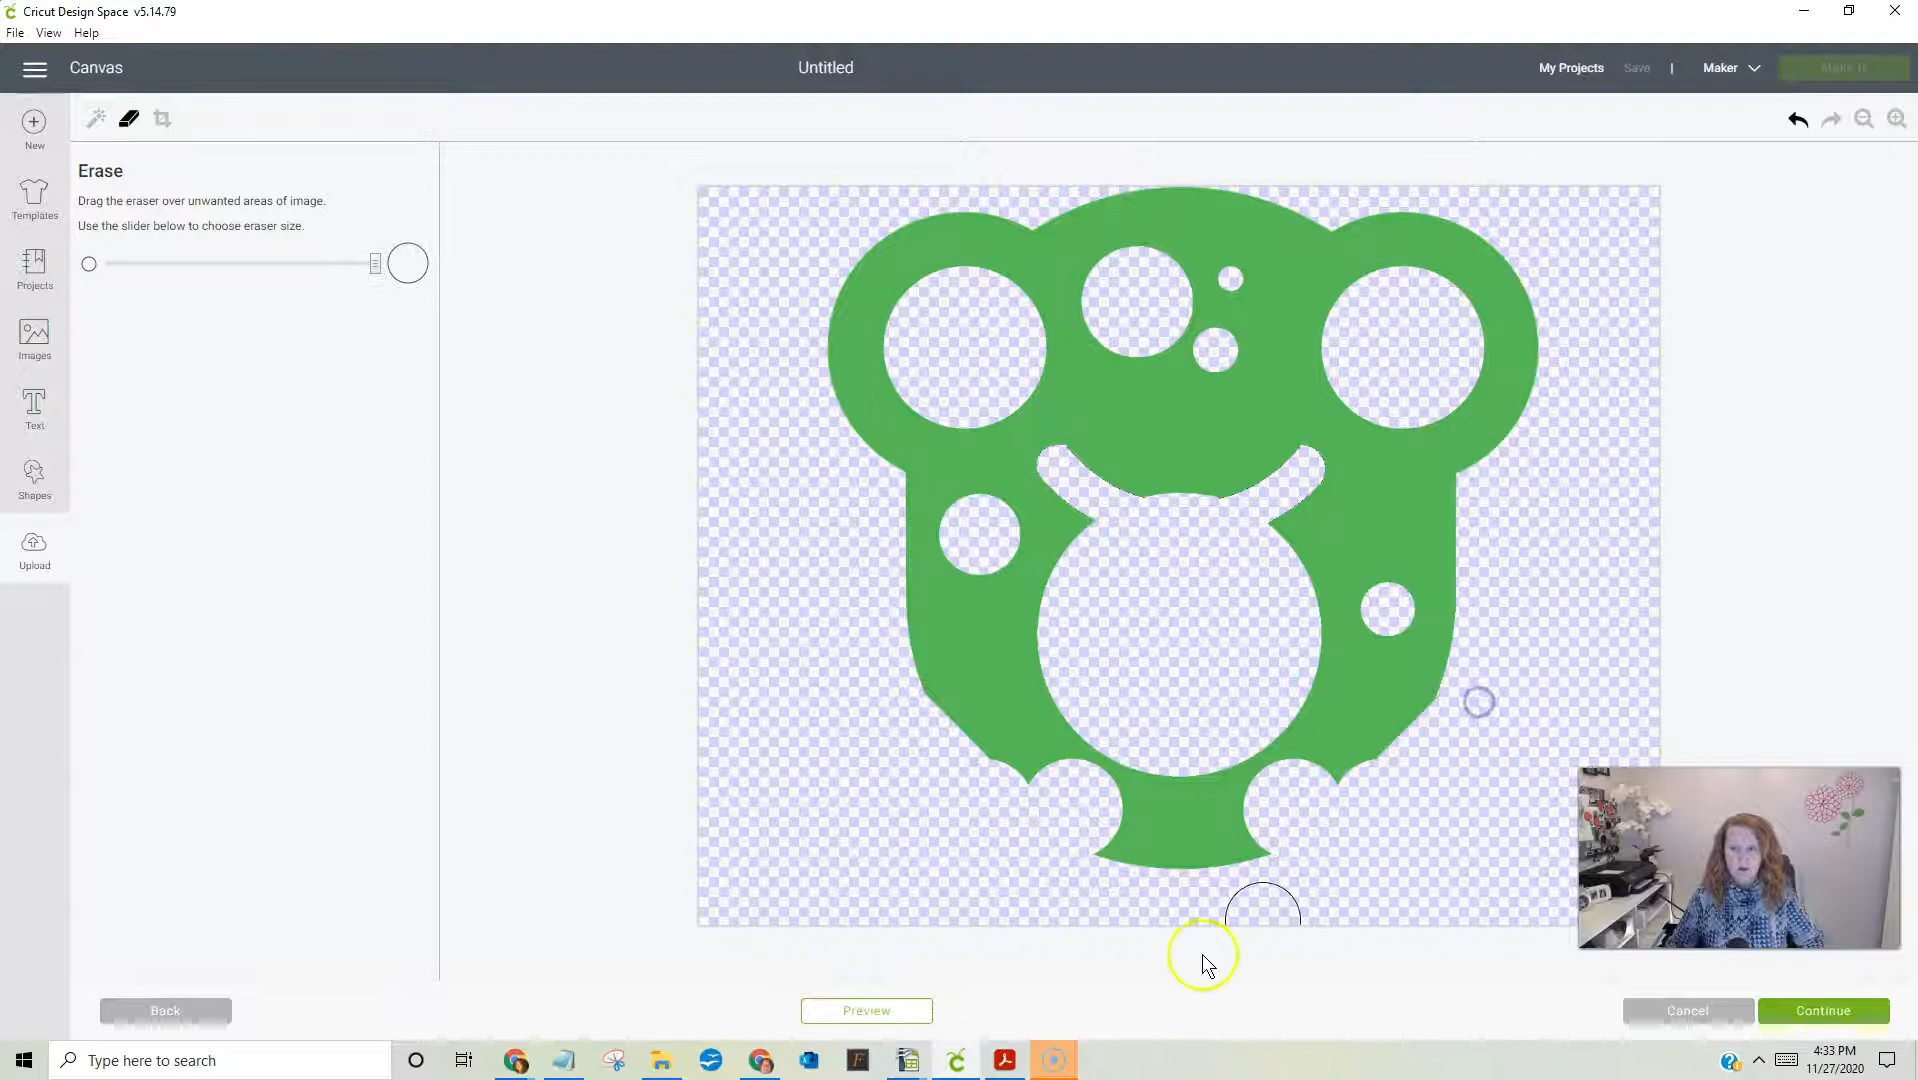 Cricut Design Space v5.14.79
File View Help
Canvas
Untitled
My Projects Save | Maker Make It
New
Templates
Projects
Images
Text
Shapes
Upload
Erase
Drag the eraser over unwanted areas of image.
Use the slider below to choose eraser size.
Back
Preview
Cancel
Continue
Type here to search
4:33 PM
11/27/2020